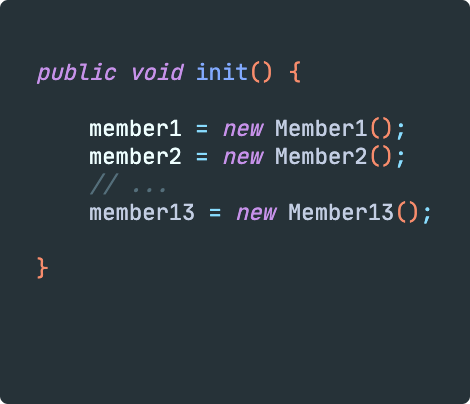 public void init() {
member1 = new Member1();
member2 = new Member2();
// ...
member13 = new Member13();
}